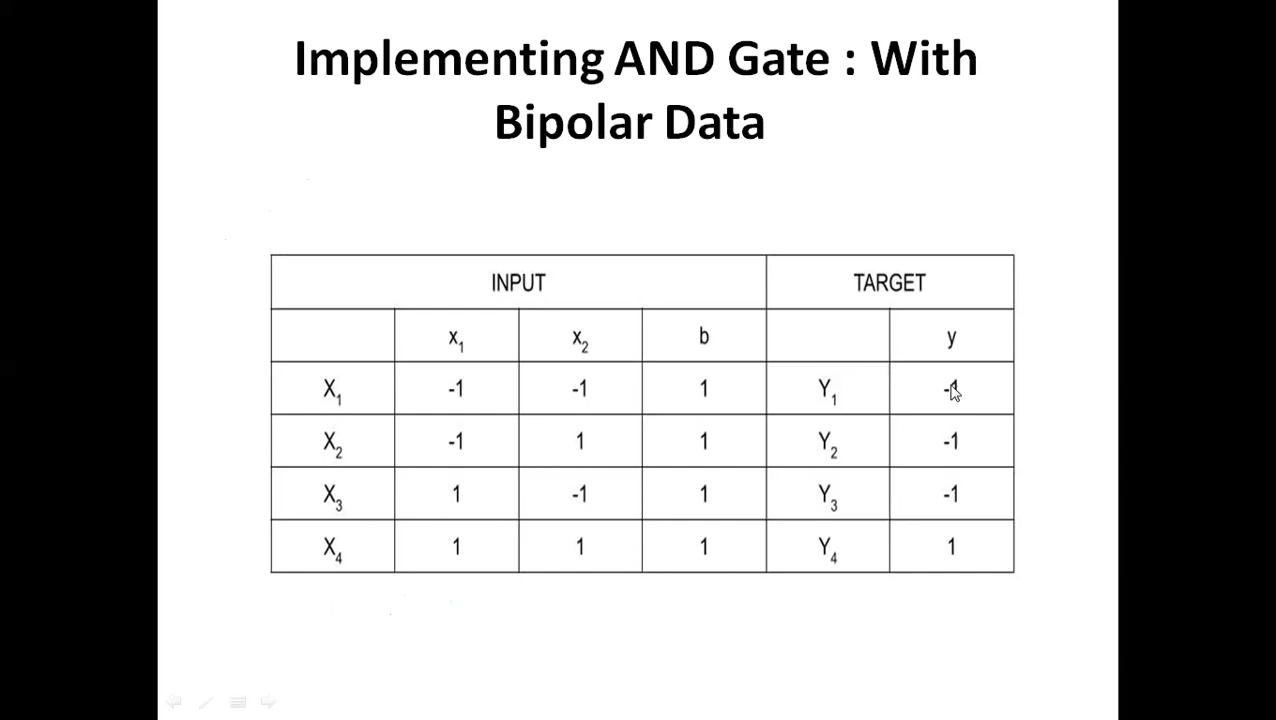 Implementing AND Gate : With
Bipolar Data
INPUT TARGET
x1 x2 b y
X1 -1 -1 1 Y1 -1
X2 -1 1 1 Y2 -1
X3 1 -1 1 Y3 -1
X4 1 1 1 Y4 1